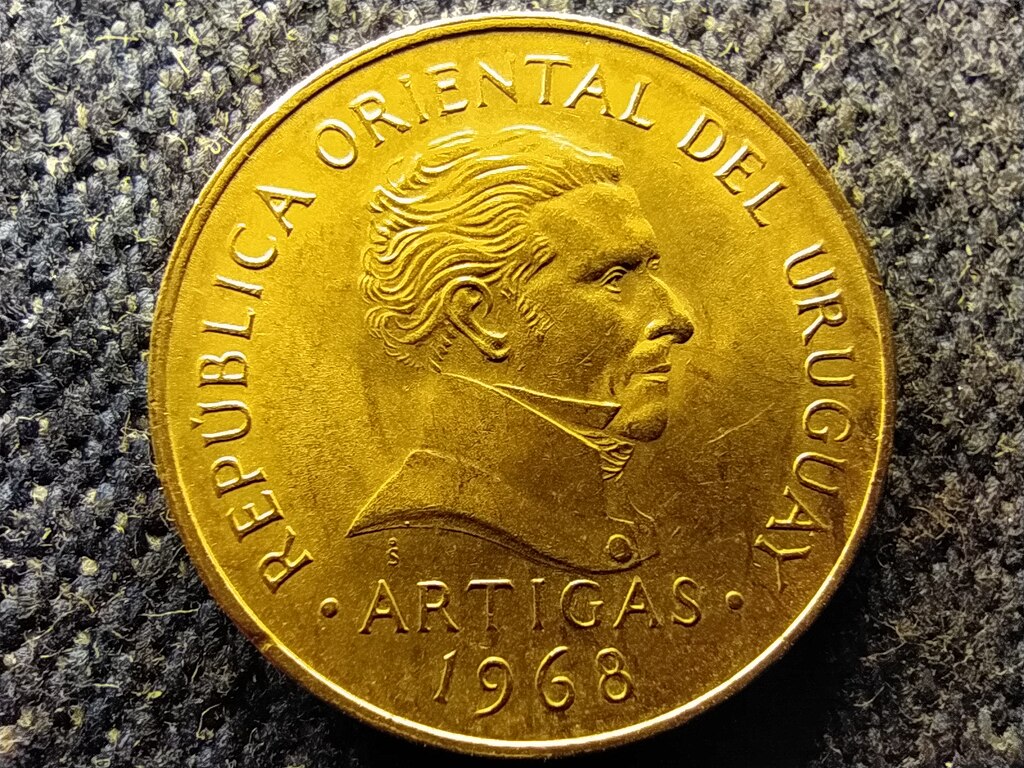 REPÚBLICA ORIENTAL DEL URUGUAY
• ARTIGAS •
1968